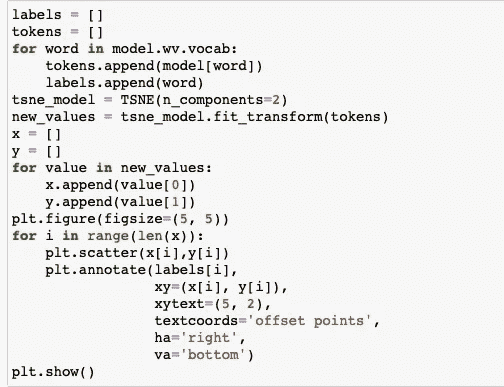 labels = []
tokens = []
for word in model.wv.vocab:
    tokens.append(model[word])
    labels.append(word)
tsne_model = TSNE(n_components=2)
new_values = tsne_model.fit_transform(tokens)
x = []
y = []
for value in new_values:
    x.append(value[0])
    y.append(value[1])
plt.figure(figsize=(5, 5))
for i in range(len(x)):
    plt.scatter(x[i],y[i])
    plt.annotate(labels[i],
                 xy=(x[i], y[i]),
                 xytext=(5, 2),
                 textcoords='offset points',
                 ha='right',
                 va='bottom')
plt.show()